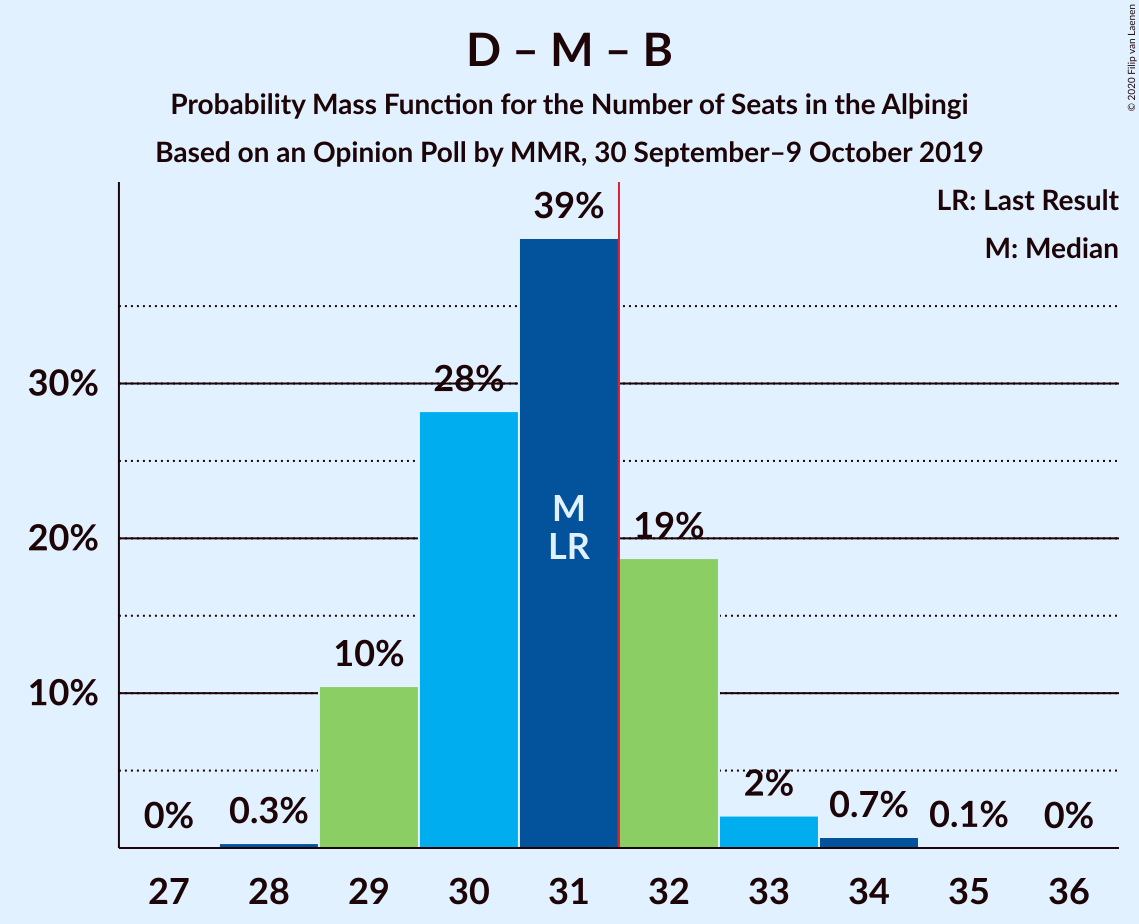 D – M – B
Probability Mass Function for the Number of Seats in the Alþingi
Based on an Opinion Poll by MMR, 30 September–9 October 2019
© 2020 Filip van Laenen
LR: Last Result
M: Median
39%
30%
28%
M
LR
20%
19%
10%
10%
0%
0.3%
2%
0.7%
0.1%
0%
27 28 29 30 31 32 33 34 35 36